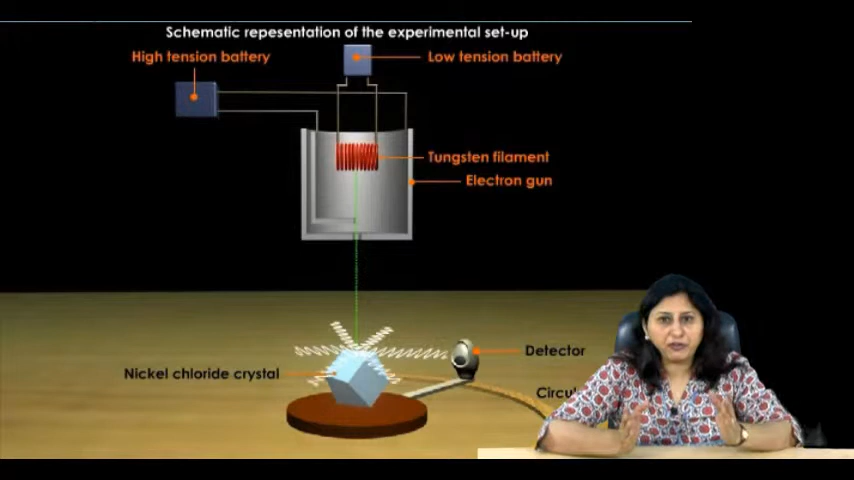 Schematic repesentation of the experimental set-up
High tension battery
Low tension battery
Tungsten filament
Electron gun
Detector
Nickel chloride crystal